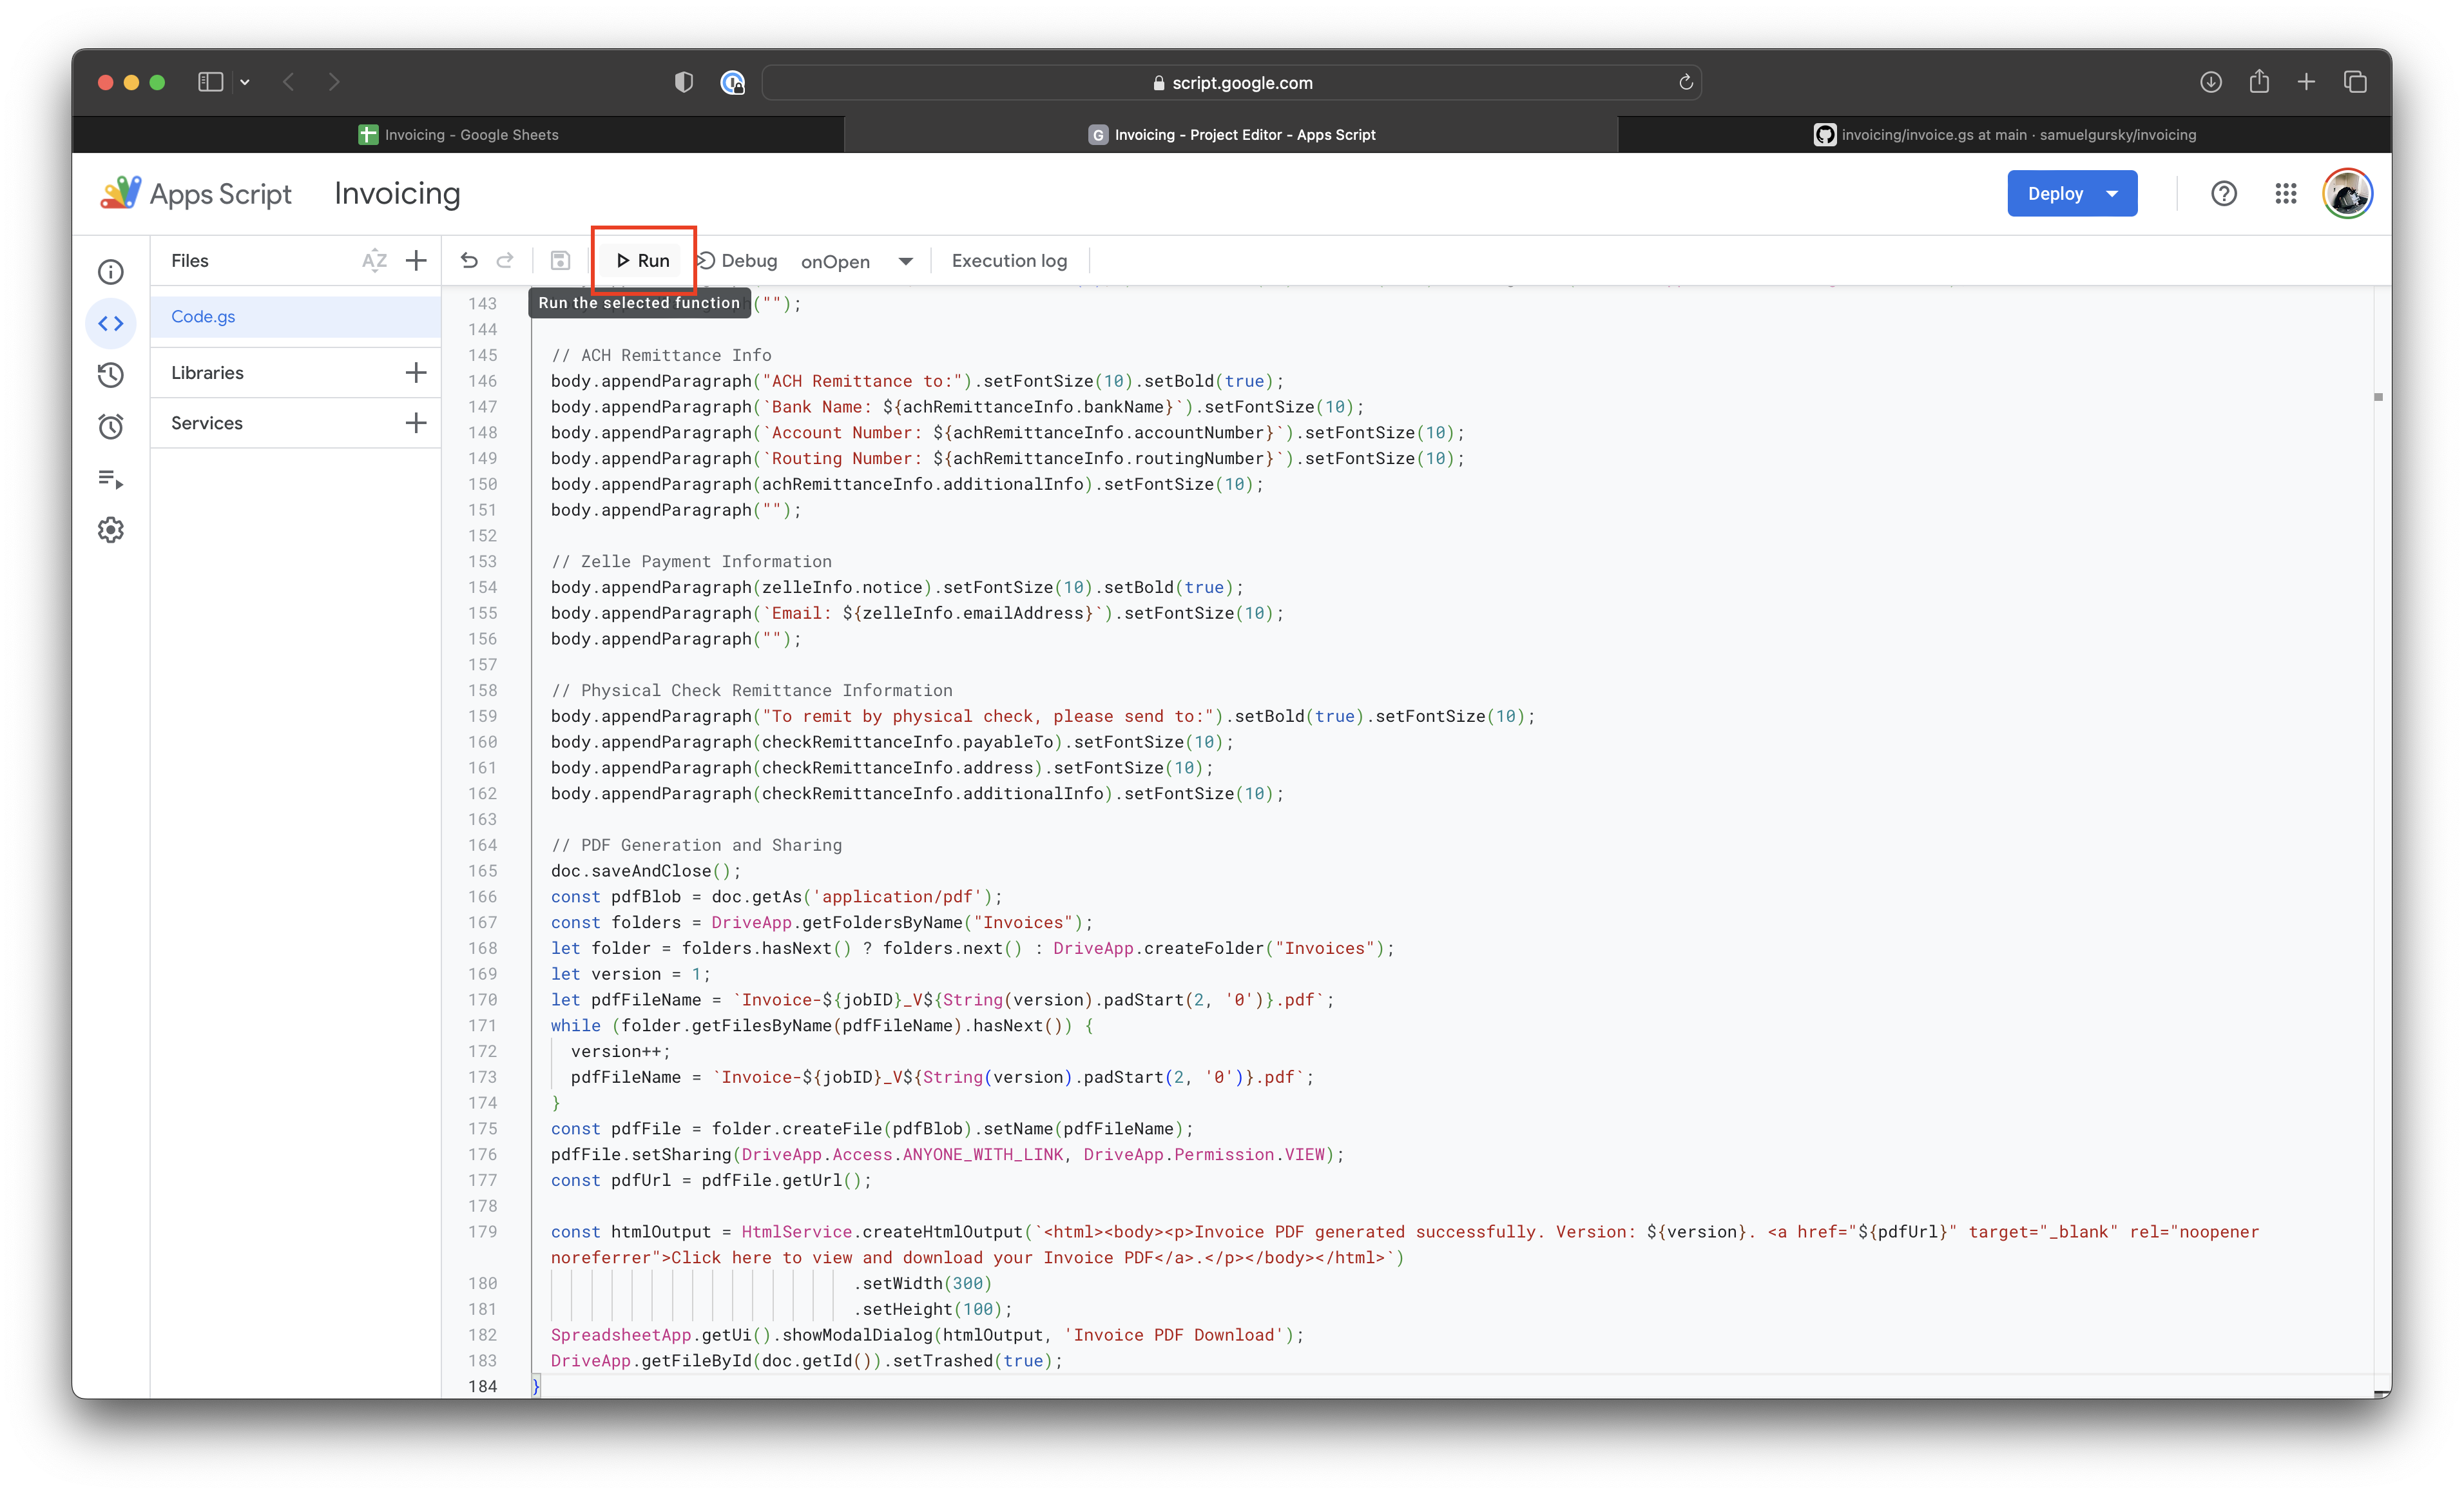 script.google.com
Invoicing – Google Sheets
G Invoicing - Project Editor - Apps Script
invoicing/invoice.gs at main · samuelgursky/invoicing
Apps Script Invoicing
Deploy
Files
AZ
Run
Debug
onOpen
Execution log
Run the selected function
Code.gs
Libraries
Services
143 ("");
144
145 // ACH Remittance Info
146 body.appendParagraph("ACH Remittance to:").setFontSize(10).setBold(true);
147 body.appendParagraph(`Bank Name: ${achRemittanceInfo.bankName}`).setFontSize(10);
148 body.appendParagraph(`Account Number: ${achRemittanceInfo.accountNumber}`).setFontSize(10);
149 body.appendParagraph(`Routing Number: ${achRemittanceInfo.routingNumber}`).setFontSize(10);
150 body.appendParagraph(achRemittanceInfo.additionalInfo).setFontSize(10);
151 body.appendParagraph("");
152
153 // Zelle Payment Information
154 body.appendParagraph(zelleInfo.notice).setFontSize(10).setBold(true);
155 body.appendParagraph(`Email: ${zelleInfo.emailAddress}`).setFontSize(10);
156 body.appendParagraph("");
157
158 // Physical Check Remittance Information
159 body.appendParagraph("To remit by physical check, please send to:").setBold(true).setFontSize(10);
160 body.appendParagraph(checkRemittanceInfo.payableTo).setFontSize(10);
161 body.appendParagraph(checkRemittanceInfo.address).setFontSize(10);
162 body.appendParagraph(checkRemittanceInfo.additionalInfo).setFontSize(10);
163
164 // PDF Generation and Sharing
165 doc.saveAndClose();
166 const pdfBlob = doc.getAs('application/pdf');
167 const folders = DriveApp.getFoldersByName("Invoices");
168 let folder = folders.hasNext() ? folders.next() : DriveApp.createFolder("Invoices");
169 let version = 1;
170 let pdfFileName = `Invoice-${jobID}_V${String(version).padStart(2, '0')}.pdf`;
171 while (folder.getFilesByName(pdfFileName).hasNext()) {
172 version++;
173 pdfFileName = `Invoice-${jobID}_V${String(version).padStart(2, '0')}.pdf`;
174 }
175 const pdfFile = folder.createFile(pdfBlob).setName(pdfFileName);
176 pdfFile.setSharing(DriveApp.Access.ANYONE_WITH_LINK, DriveApp.Permission.VIEW);
177 const pdfUrl = pdfFile.getUrl();
178
179 const htmlOutput = HtmlService.createHtmlOutput(`<html><body><p>Invoice PDF generated successfully. Version: ${version}. <a href="${pdfUrl}" target="_blank" rel="noopener
noreferrer">Click here to view and download your Invoice PDF</a>.</p></body></html>`)
180 .setWidth(300)
181 .setHeight(100);
182 SpreadsheetApp.getUi().showModalDialog(htmlOutput, 'Invoice PDF Download');
183 DriveApp.getFileById(doc.getId()).setTrashed(true);
184 }